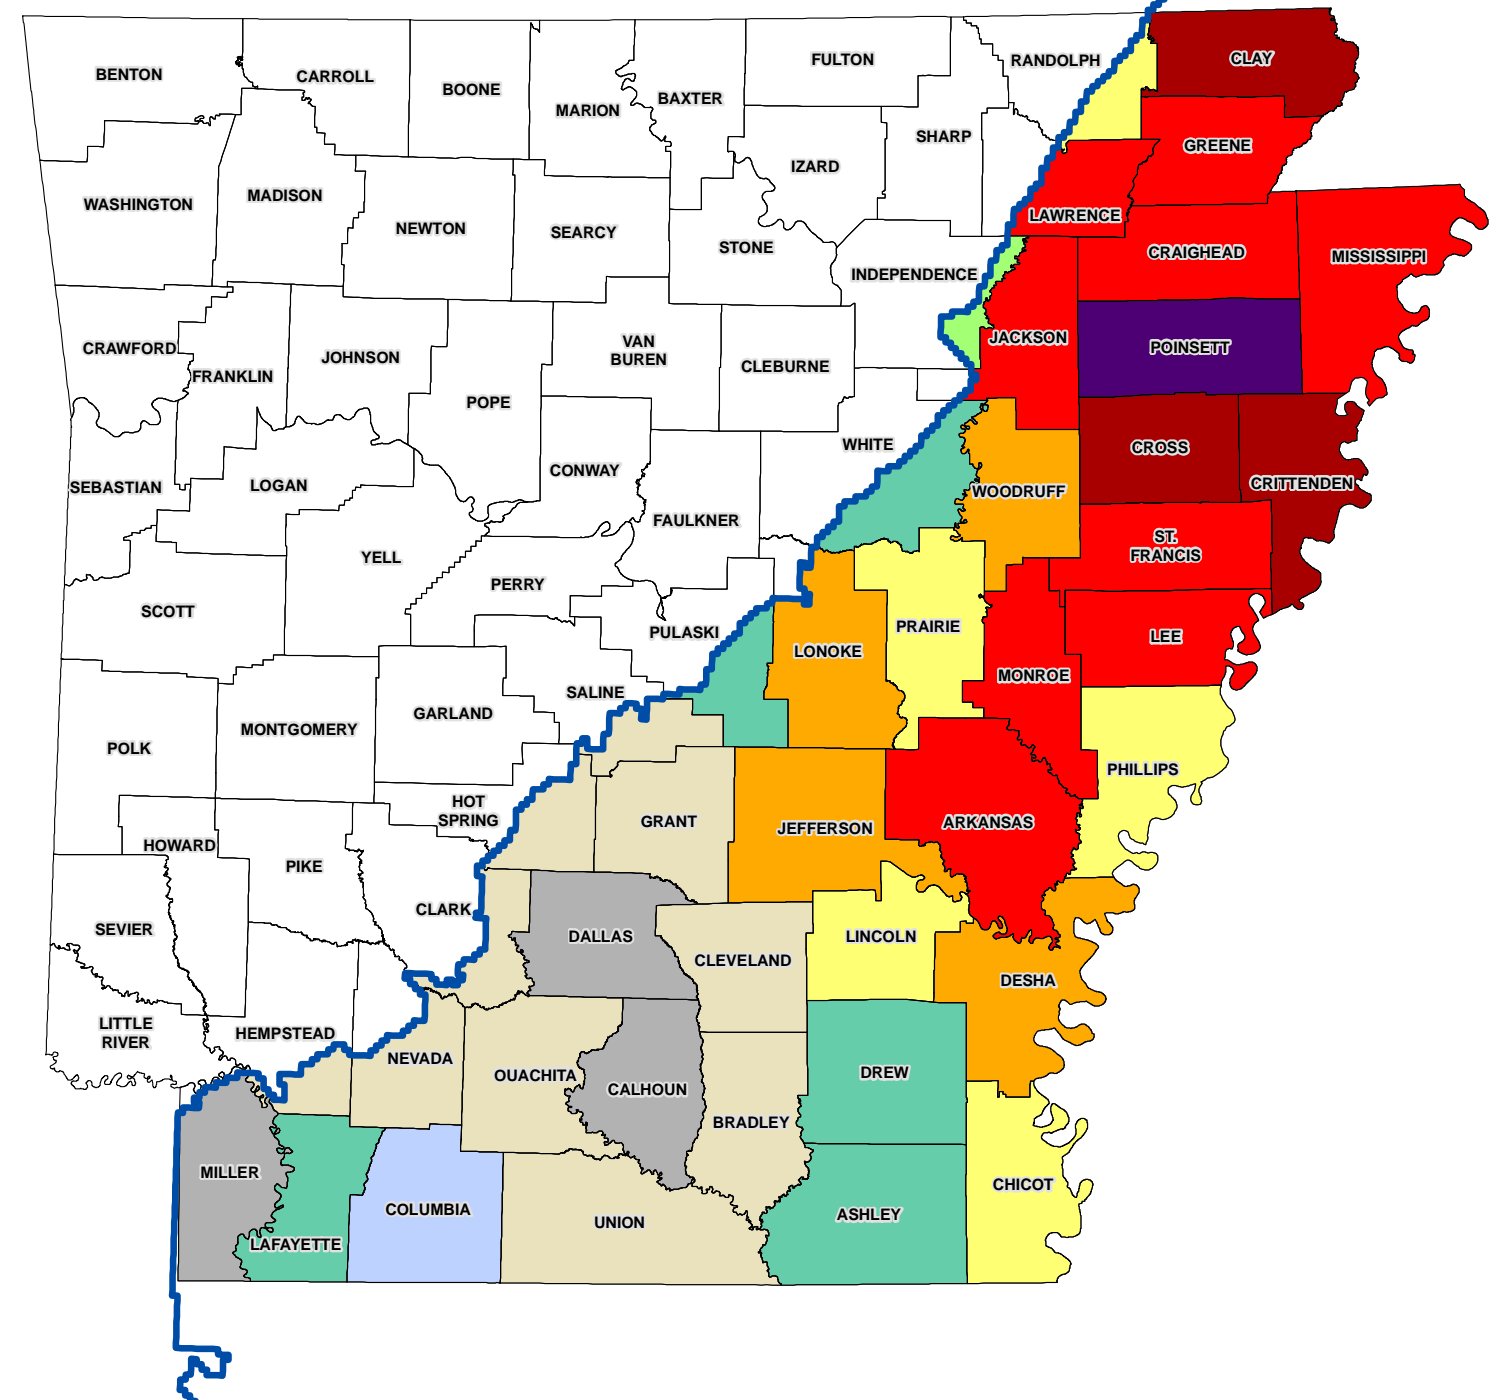 BENTON
CARROLL
BOONE
MARION
BAXTER
FULTON
RANDOLPH
CLAY
SHARP
IZARD
GREENE
WASHINGTON
MADISON
NEWTON
SEARCY
STONE
LAWRENCE
INDEPENDENCE
CRAIGHEAD
MISSISSIPPI
CRAWFORD
FRANKLIN
JOHNSON
POPE
VAN
BUREN
CLEBURNE
JACKSON
POINSETT
SEBASTIAN
LOGAN
CONWAY
WHITE
CROSS
CRITTENDEN
WOODRUFF
FAULKNER
YELL
ST.
FRANCIS
SCOTT
PERRY
PULASKI
LONOKE
PRAIRIE
LEE
MONROE
SALINE
GARLAND
MONTGOMERY
POLK
PHILLIPS
HOT
SPRING
GRANT
JEFFERSON
ARKANSAS
HOWARD
PIKE
CLARK
SEVIER
DALLAS
CLEVELAND
LINCOLN
DESHA
LITTLE
RIVER
HEMPSTEAD
NEVADA
OUACHITA
CALHOUN
DREW
BRADLEY
MILLER
COLUMBIA
CHICOT
LAFAYETTE
UNION
ASHLEY